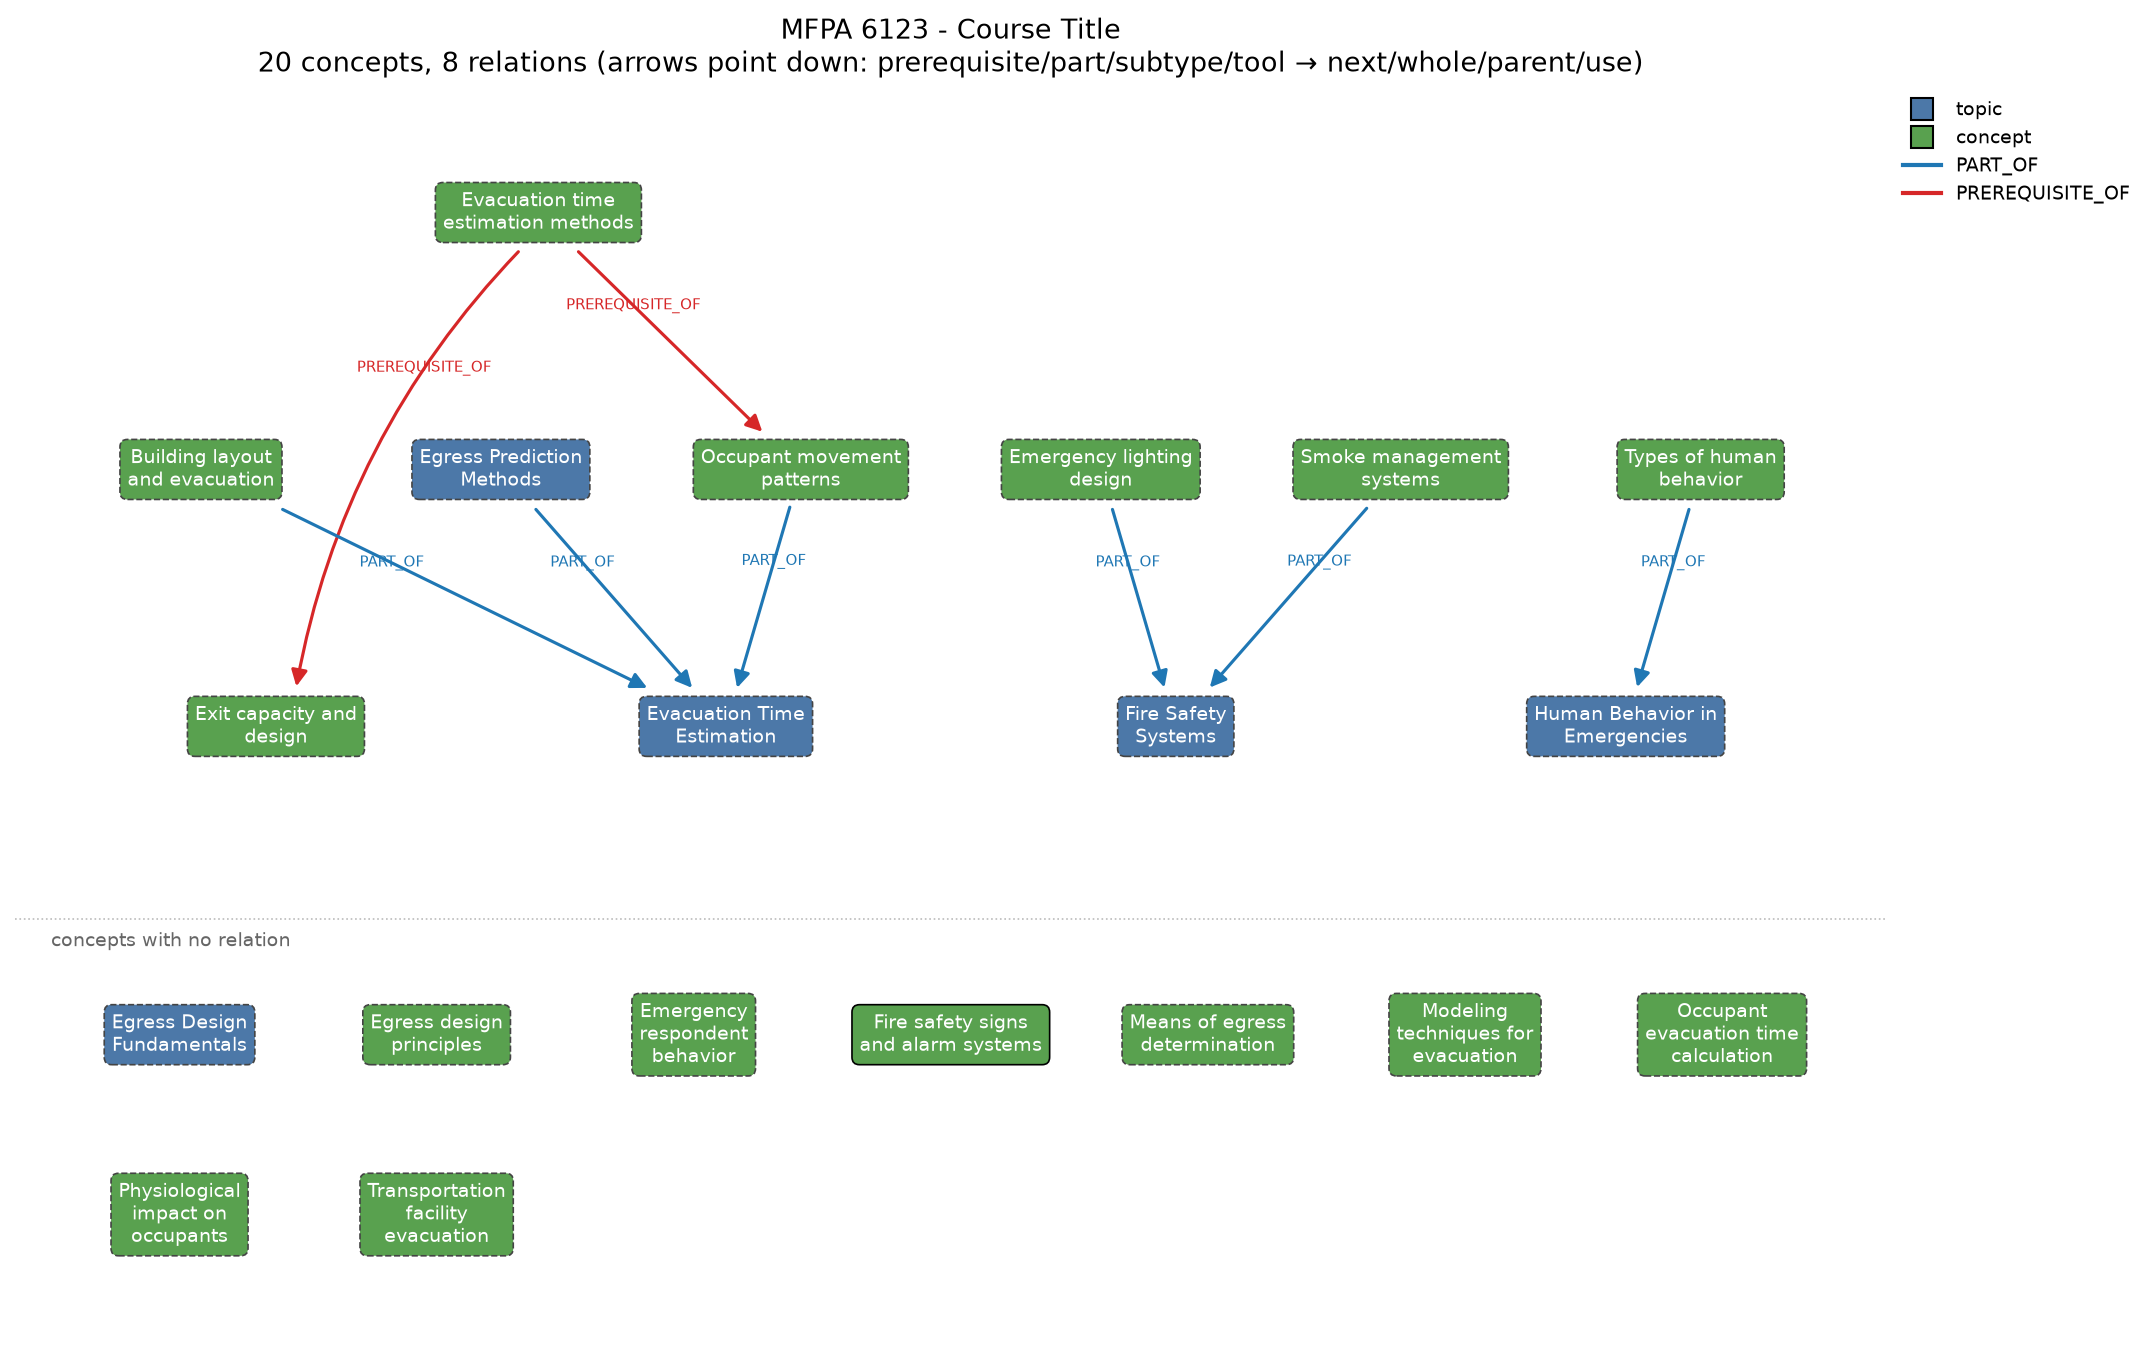 MFPA 6123 - Course Title
20 concepts, 8 relations (arrows point down: prerequisite/part/subtype/tool → next/whole/parent/use)
topic
concept
PART_OF
PREREQUISITE_OF
Evacuation time
estimation methods
PREREQUISITE_OF
PREREQUISITE_OF
Building layout
and evacuation
Egress Prediction
Methods
Occupant movement
patterns
Emergency lighting
design
Smoke management
systems
Types of human
behavior
PART_OF
PART_OF
PART_OF
PART_OF
PART_OF
PART_OF
Exit capacity and
design
Evacuation Time
Estimation
Fire Safety
Systems
Human Behavior in
Emergencies
concepts with no relation
Egress Design
Fundamentals
Egress design
principles
Emergency
respondent
behavior
Fire safety signs
and alarm systems
Means of egress
determination
Modeling
techniques for
evacuation
Occupant
evacuation time
calculation
Physiological
impact on
occupants
Transportation
facility
evacuation